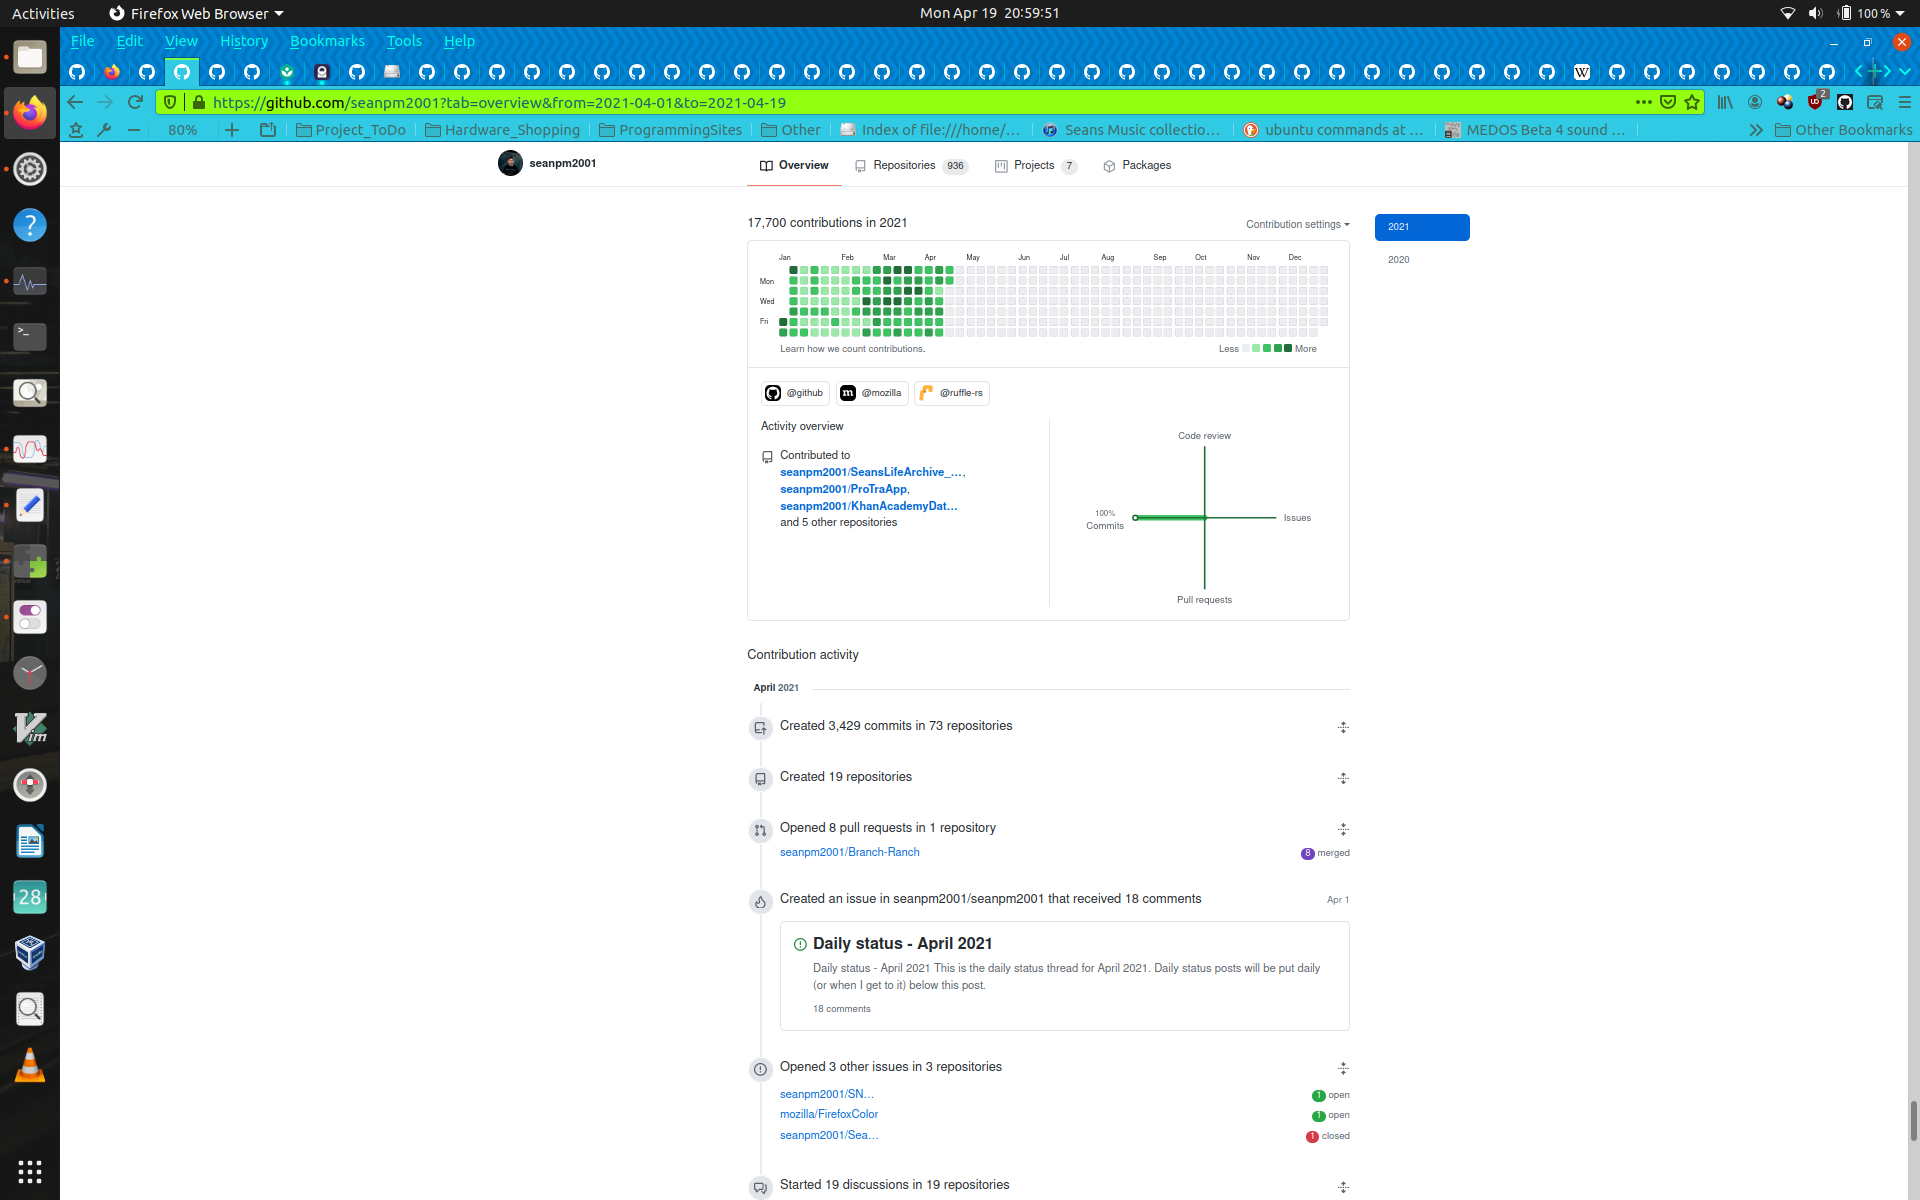 Activities
Firefox Web Browser
Mon Apr 19 20:59:51
100 %
File Edit View History Bookmarks Tools Help
W
https://github.com/seanpm2001?tab=overview&from=2021-04-01&to=2021-04-19
2
80%
Project_ToDo
Hardware_Shopping
ProgrammingSites
Other
Index of file:///home/...
Seans Music collectio...
ubuntu commands at ...
MEDOS Beta 4 sound ...
Other Bookmarks
seanpm2001
Overview
Repositories 936
Projects 7
Packages
17,700 contributions in 2021
Contribution settings
2021
2020
Jan Feb Mar Apr May Jun Jul Aug Sep Oct Nov Dec
Mon
Wed
Fri
Learn how we count contributions.
Less More
@github
@mozilla
@ruffle-rs
Activity overview
Contributed to
seanpm2001/SeansLifeArchive_...,
seanpm2001/ProTraApp,
seanpm2001/KhanAcademyDat...
and 5 other repositories
Code review
100%
Commits
Issues
Pull requests
Contribution activity
April 2021
Created 3,429 commits in 73 repositories
Created 19 repositories
Opened 8 pull requests in 1 repository
seanpm2001/Branch-Ranch
8 merged
Created an issue in seanpm2001/seanpm2001 that received 18 comments
Apr 1
Daily status - April 2021
Daily status - April 2021 This is the daily status thread for April 2021. Daily status posts will be put daily
(or when I get to it) below this post.
18 comments
Opened 3 other issues in 3 repositories
seanpm2001/SN...
1 open
mozilla/FirefoxColor
1 open
seanpm2001/Sea...
1 closed
Started 19 discussions in 19 repositories
28